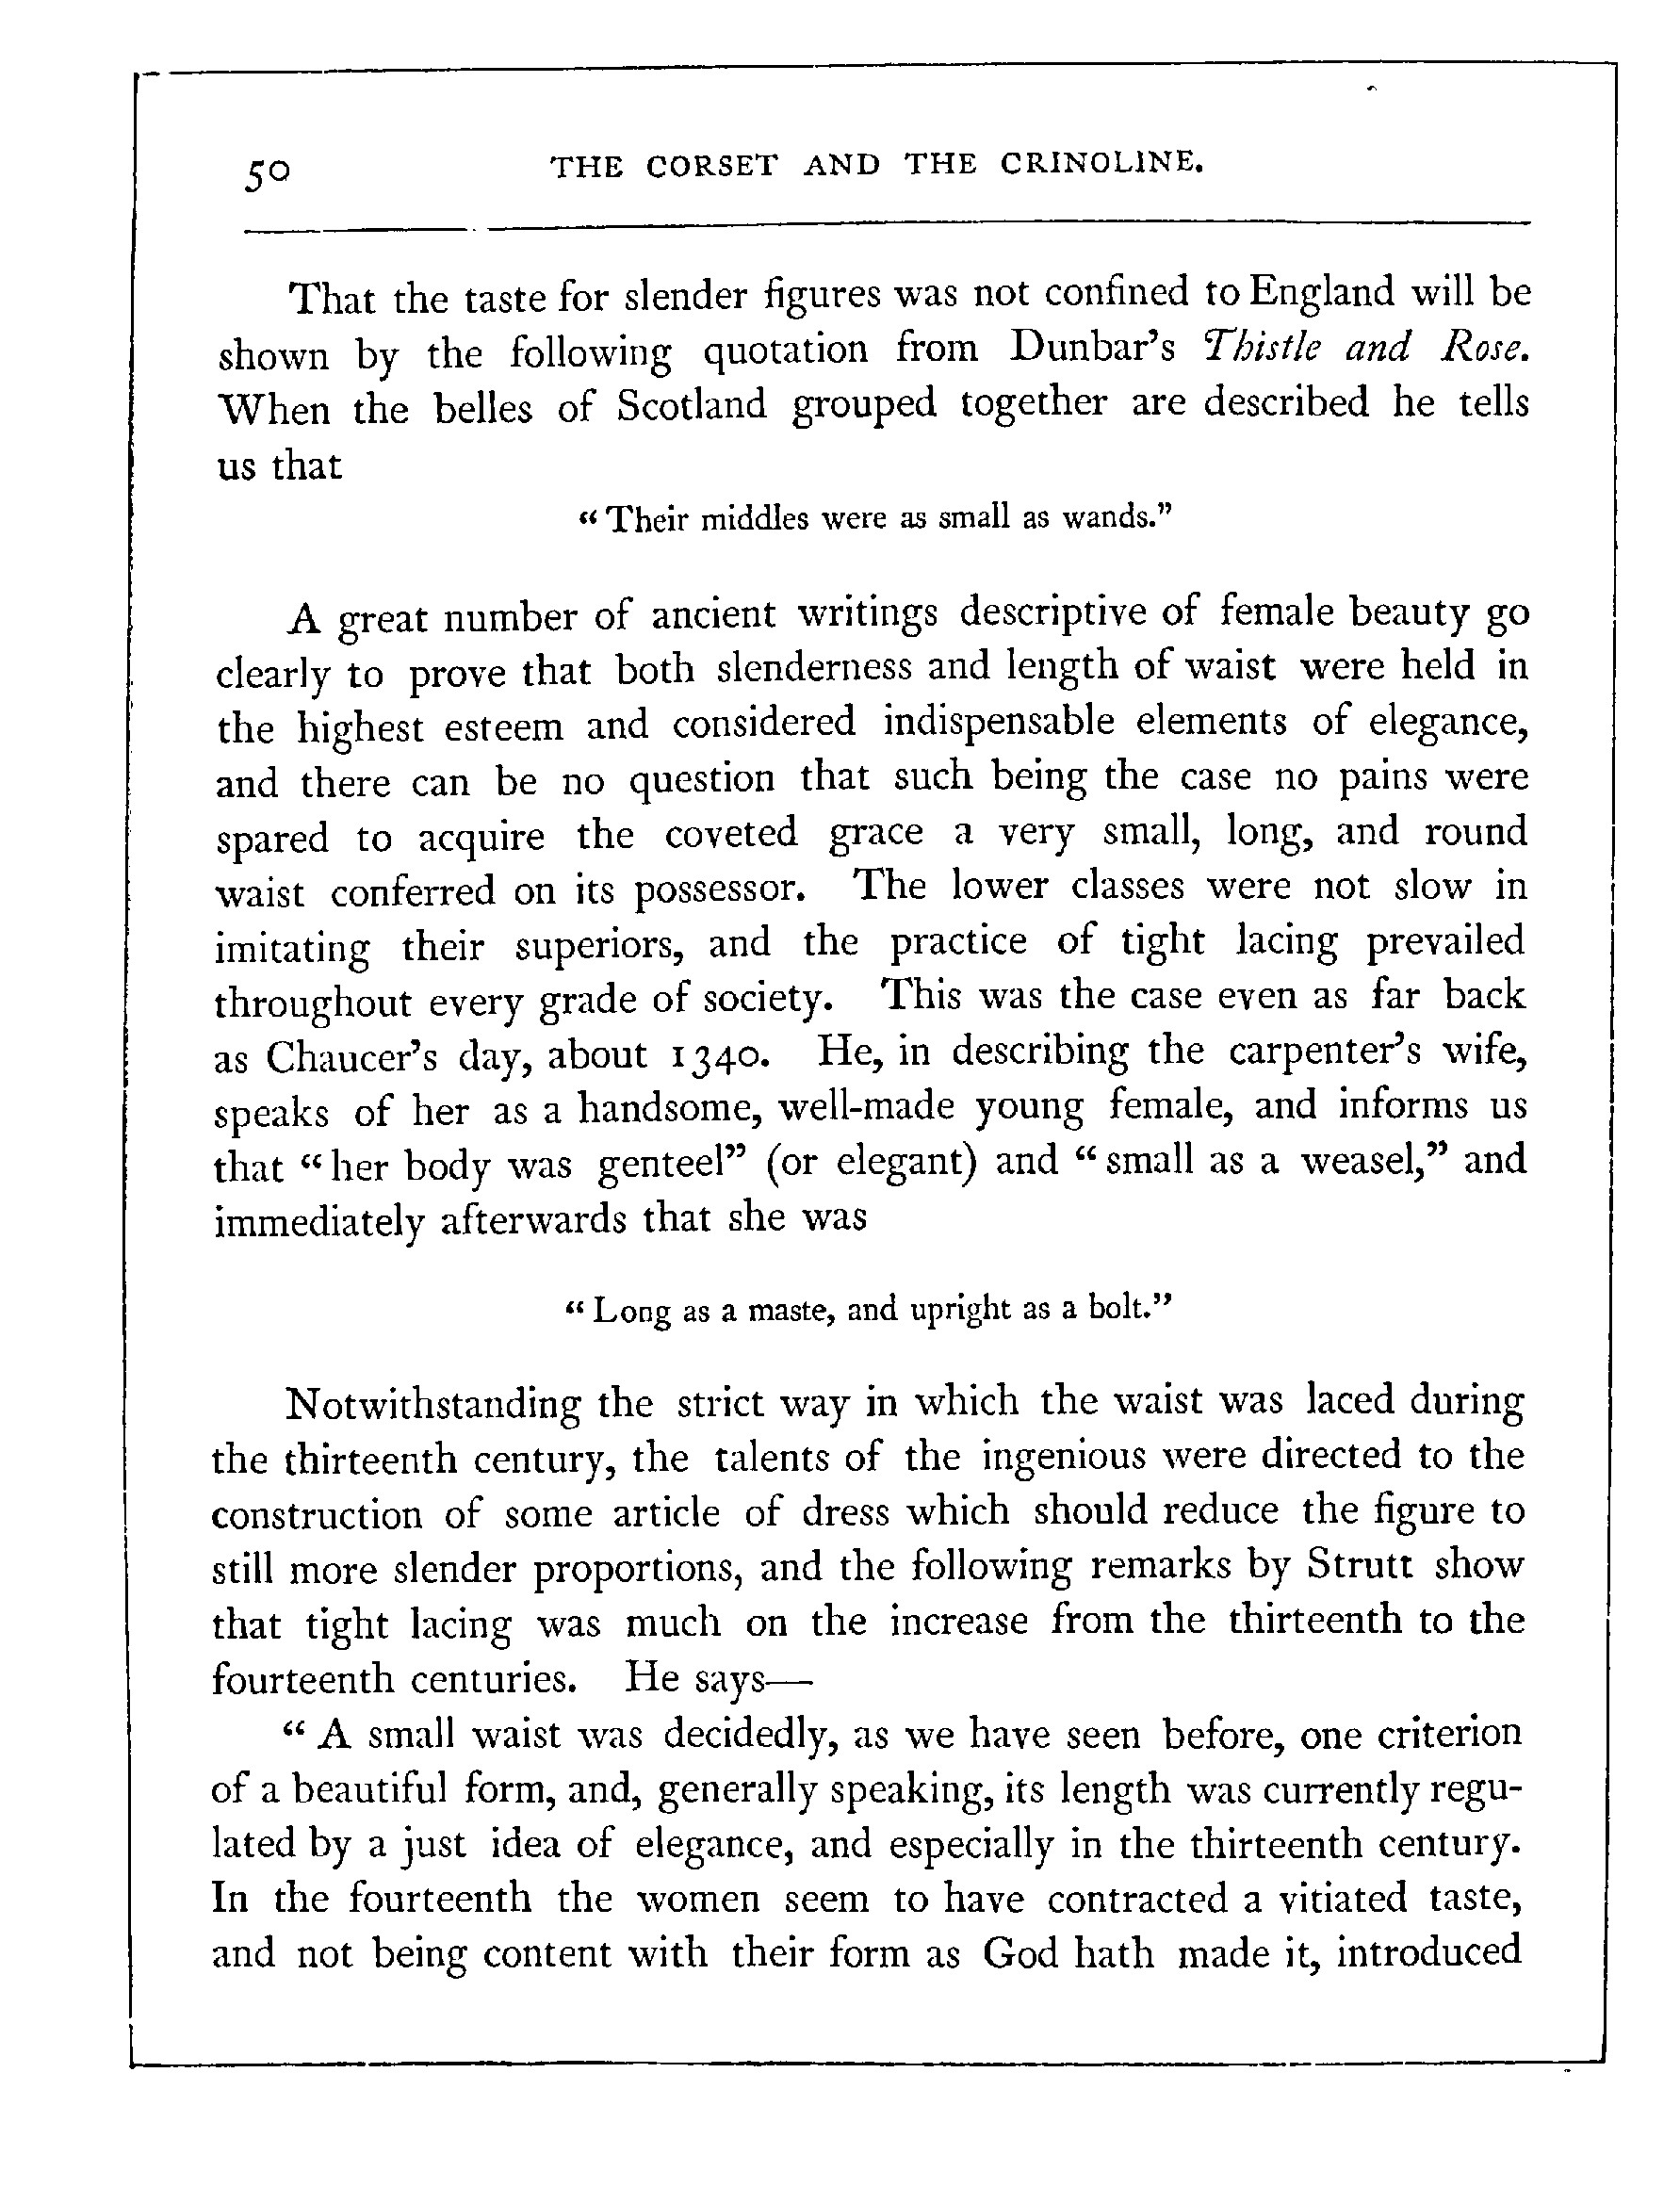 50 THE CORSET AND THE CRINOLINE.
That the taste for slender figures was not confined to England will be
shown by the following quotation from Dunbar's Thistle and Rose.
When the belles of Scotland grouped together are described he tells
us that
"Their middles were as small as wands."
A great number of ancient writings descriptive of female beauty go
clearly to prove that both slenderness and length of waist were held in
the highest esteem and considered indispensable elements of elegance,
and there can be no question that such being the case no pains were
spared to acquire the coveted grace a very small, long, and round
waist conferred on its possessor. The lower classes were not slow in
imitating their superiors, and the practice of tight lacing prevailed
throughout every grade of society. This was the case even as far back
as Chaucer's day, about 1340. He, in describing the carpenter's wife,
speaks of her as a handsome, well-made young female, and informs us
that "her body was genteel" (or elegant) and "small as a weasel," and
immediately afterwards that she was
"Long as a maste, and upright as a bolt."
Notwithstanding the strict way in which the waist was laced during
the thirteenth century, the talents of the ingenious were directed to the
construction of some article of dress which should reduce the figure to
still more slender proportions, and the following remarks by Strutt show
that tight lacing was much on the increase from the thirteenth to the
fourteenth centuries. He says—
"A small waist was decidedly, as we have seen before, one criterion
of a beautiful form, and, generally speaking, its length was currently regu-
lated by a just idea of elegance, and especially in the thirteenth century.
In the fourteenth the women seem to have contracted a vitiated taste,
and not being content with their form as God hath made it, introduced